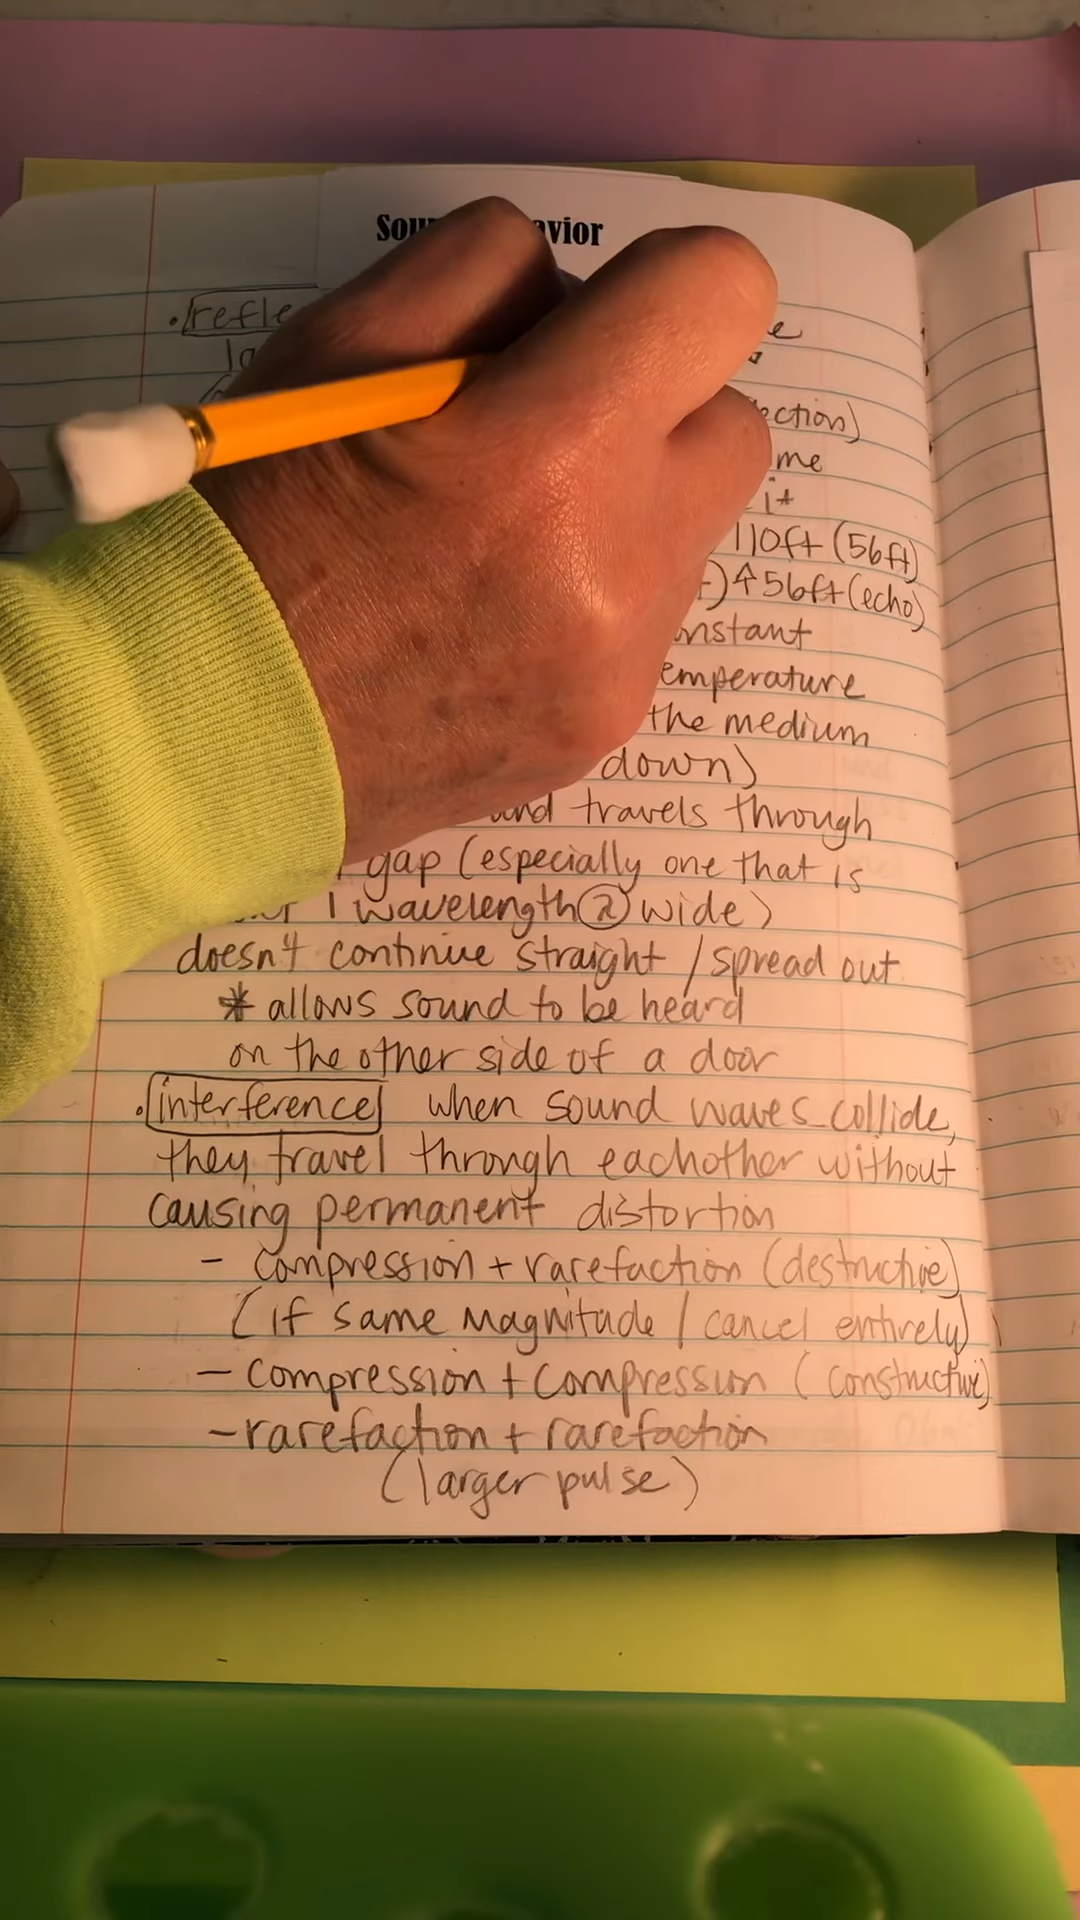 Sou avior
• refle e
la
ection)
me
it
110ft (56ft)
) ↑56ft (echo)
nstant
emperature
the medium
down)
und travels through
gap (especially one that is
1 wavelength (λ) wide)
doesn't continue straight / spread out
* allows sound to be heard
on the other side of a door
• interference when sound waves collide,
they travel through eachother without
causing permanent distortion
- compression + rarefaction (destructive)
(if same magnitude / cancel entirely)
- compression + compression (constructive)
- rarefaction + rarefaction
(larger pulse)